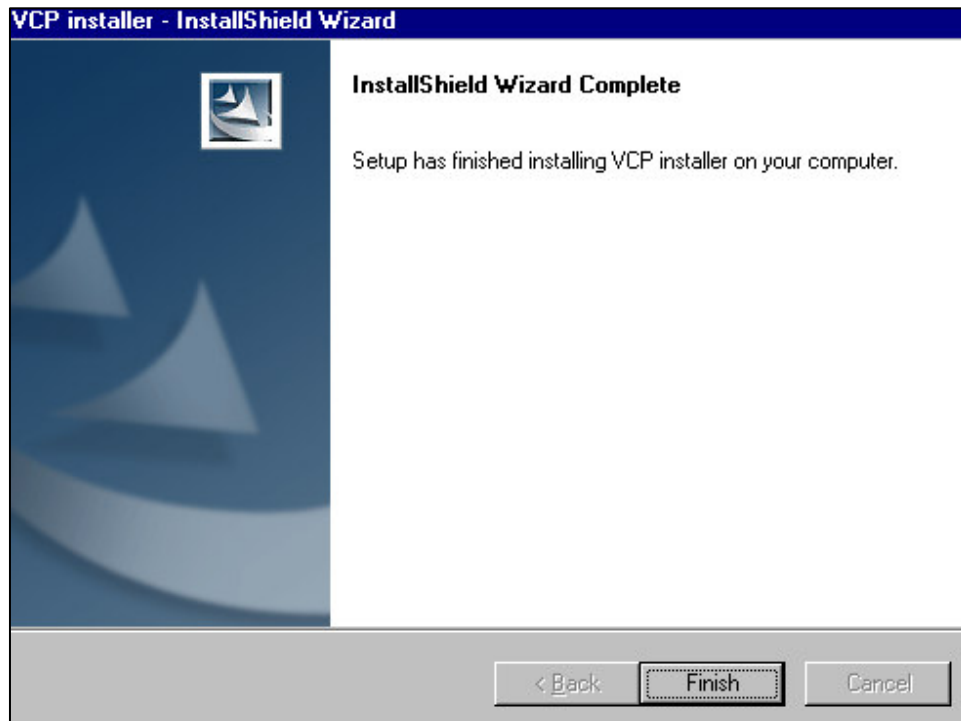 VCP installer - InstallShield Wizard
InstallShield Wizard Complete
Setup has finished installing VCP installer on your computer.
< Back
Finish
Cancel